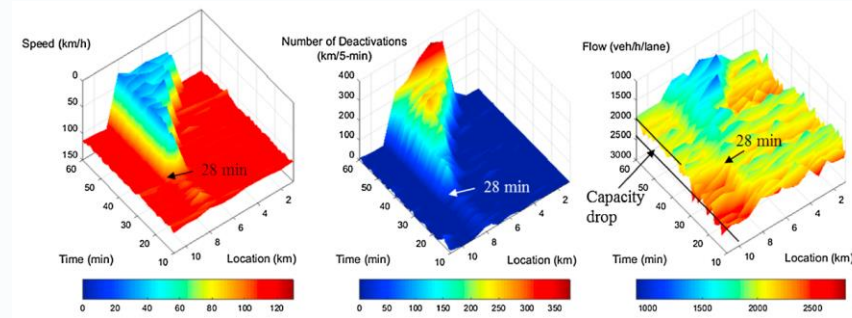 Speed (km/h)
0
50
100
150
60
50
40
30
20
10
10
8
6
4
2
28 min
Time (min)
Location (km)
0 20 40 60 80 100 120
Number of Deactivations
(km/5-min)
400
300
200
100
0
60
50
40
30
20
10
10
8
6
4
2
28 min
Time (min)
Location (km)
0 50 100 150 200 250 300 350
Flow (veh/h/lane)
1000
1500
2000
2500
3000
60
50
40
30
20
10
10
8
6
4
2
28 min
Capacity
drop
Time (min)
Location (km)
1000 1500 2000 2500